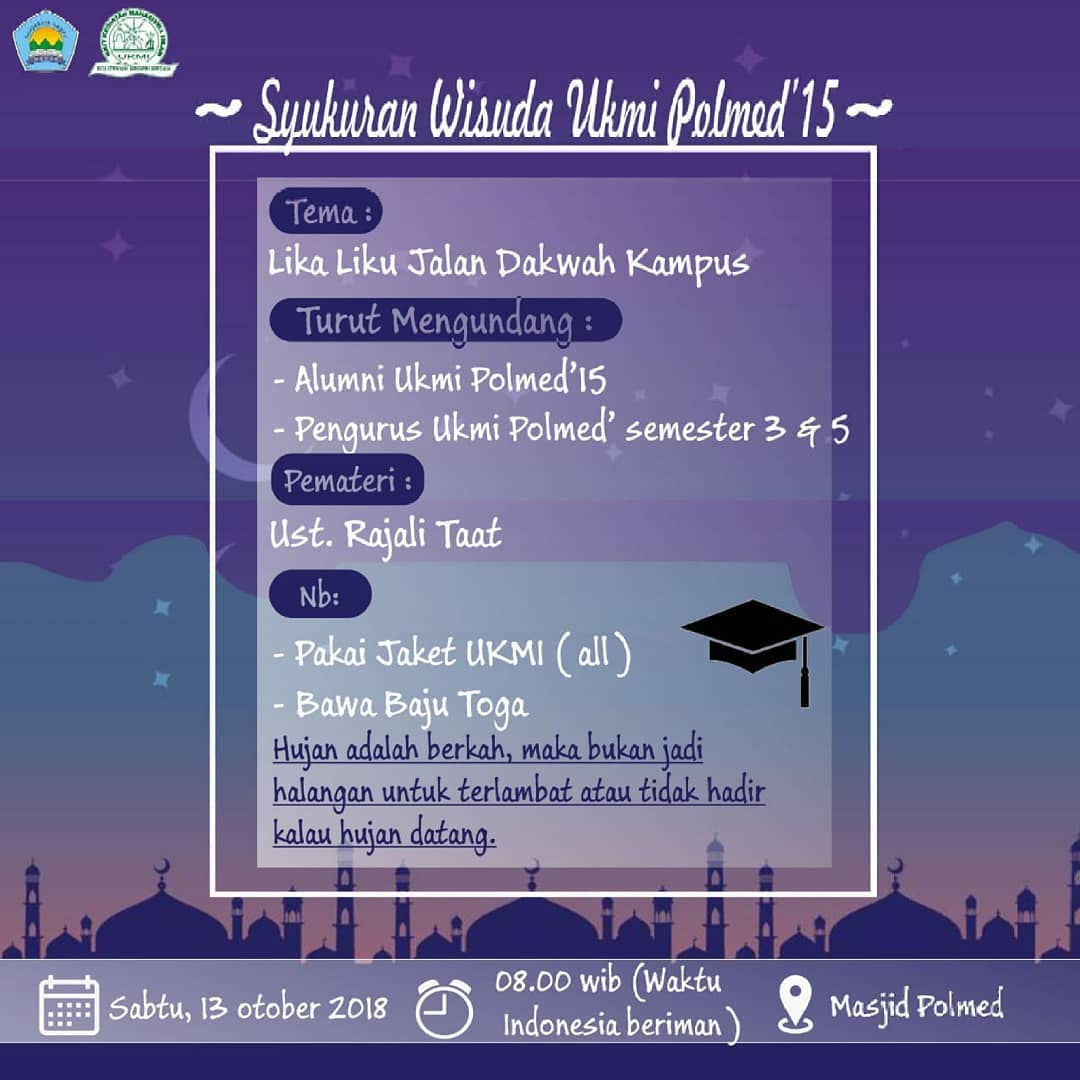 UKMI
~ Syukuran Wisuda Ukmi Polmed'15 ~
Tema :
Lika Liku Jalan Dakwah Kampus
Turut Mengundang :
- Alumni Ukmi Polmed'15
- Pengurus Ukmi Polmed' semester 3 & 5
Pemateri :
Ust. Rajali Taat
Nb:
- Pakai Jaket UKMI ( all )
- Bawa Baju Toga
Hujan adalah berkah, maka bukan jadi
halangan untuk terlambat atau tidak hadir
kalau hujan datang.
Sabtu, 13 otober 2018
08.00 wib (Waktu
Indonesia beriman )
Masjid Polmed